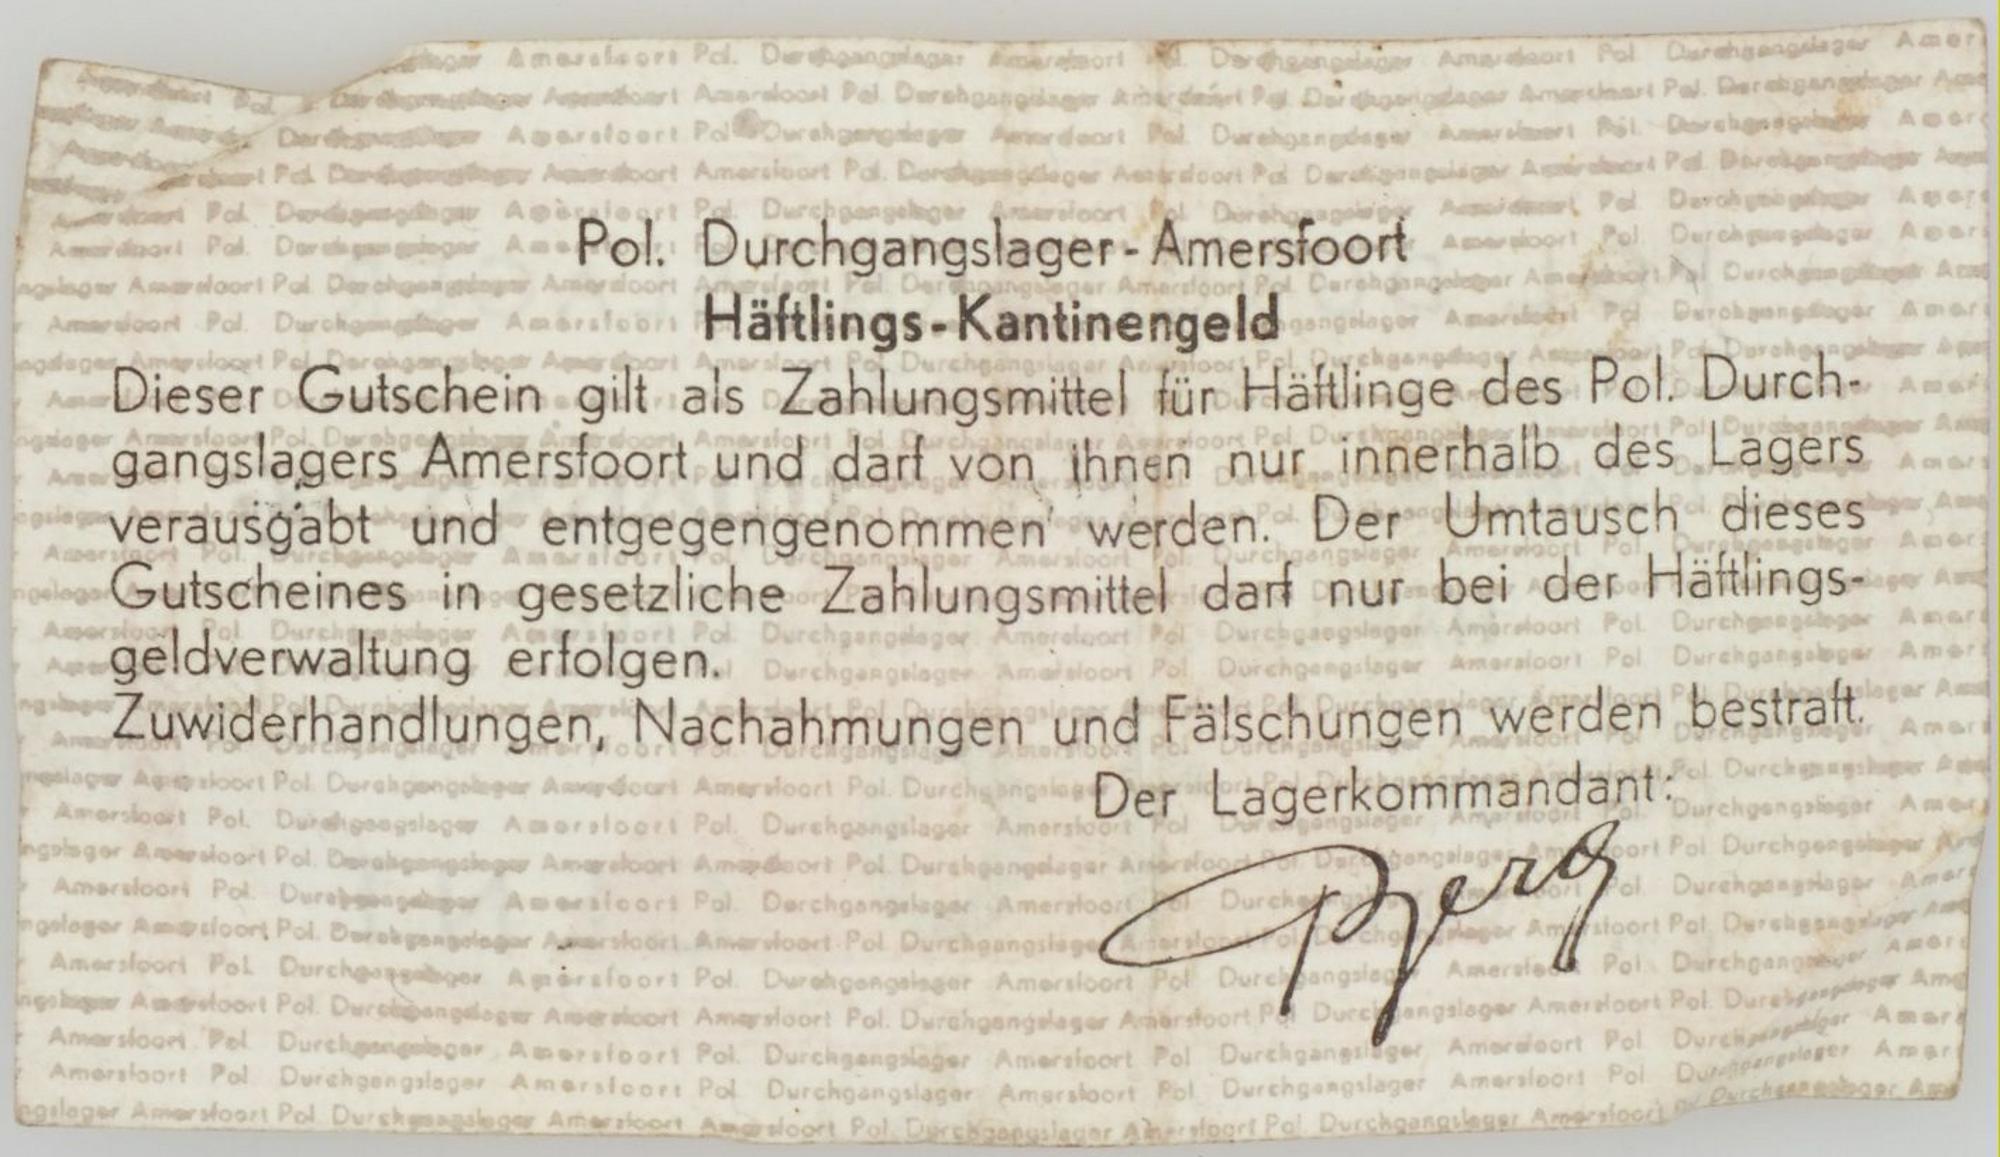 Pol. Durchgangslager - Amersfoort
Häftlings - Kantinengeld
Dieser Gutschein gilt als Zahlungsmittel für Häftlinge des Pol. Durch-
gangslagers Amersfoort und darf von ihnen nur innerhalb des Lagers
verausgabt und entgegengenommen werden. Der Umtausch dieses
Gutscheines in gesetzliche Zahlungsmittel darf nur bei der Häftlings-
geldverwaltung erfolgen.
Zuwiderhandlungen, Nachahmungen und Fälschungen werden bestraft.
Der Lagerkommandant:
Berg